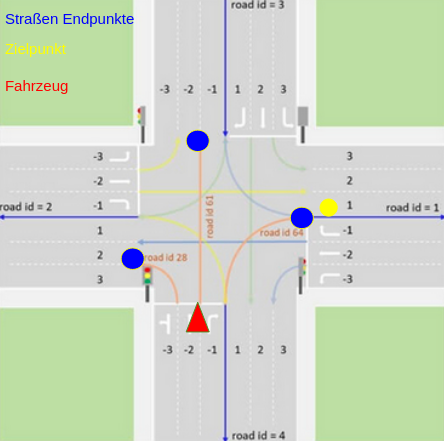 Straßen Endpunkte
Zielpunkt
Fahrzeug
road id = 3
-3 -2 -1 1 2 3
-3
-2
-1
road id = 2
1
2
3
3
2
1
road id = 1
-1
-2
-3
road id 61
road id 64
road id 28
-3 -2 -1 1 2 3
road id = 4